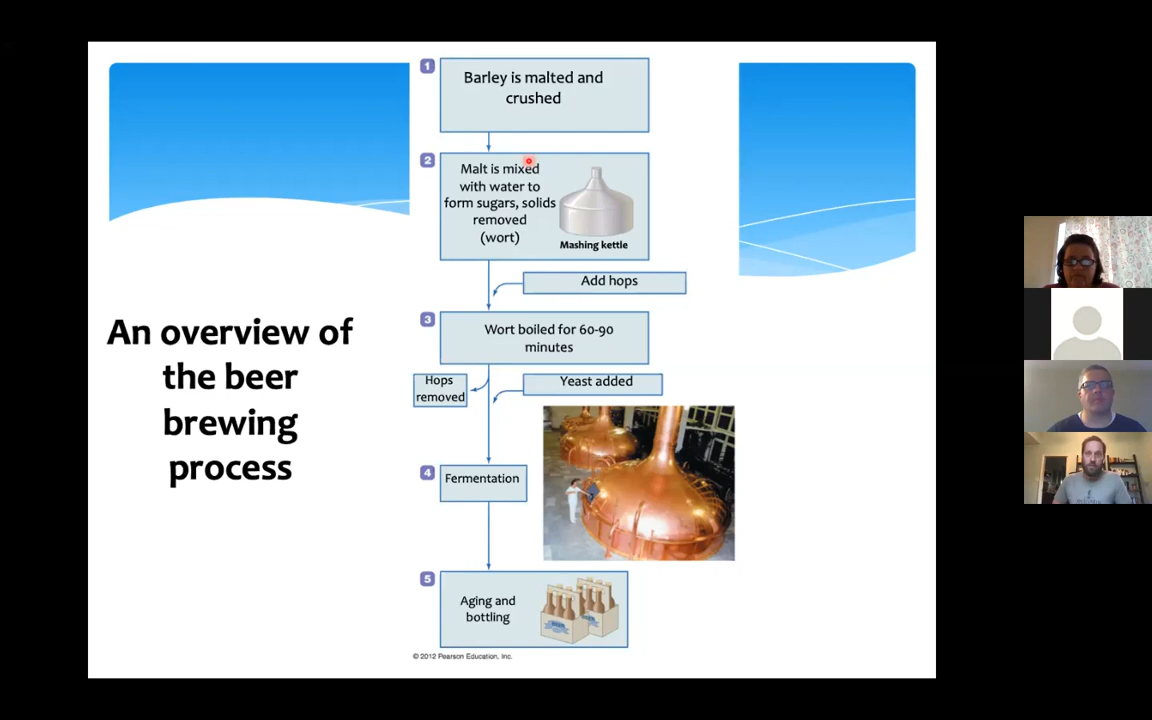 An overview of
the beer
brewing
process
1
Barley is malted and
crushed
2
Malt is mixed
with water to
form sugars, solids
removed
(wort)
Mashing kettle
Add hops
3
Wort boiled for 60-90
minutes
Hops
removed
Yeast added
4
Fermentation
5
Aging and
bottling
© 2012 Pearson Education, Inc.